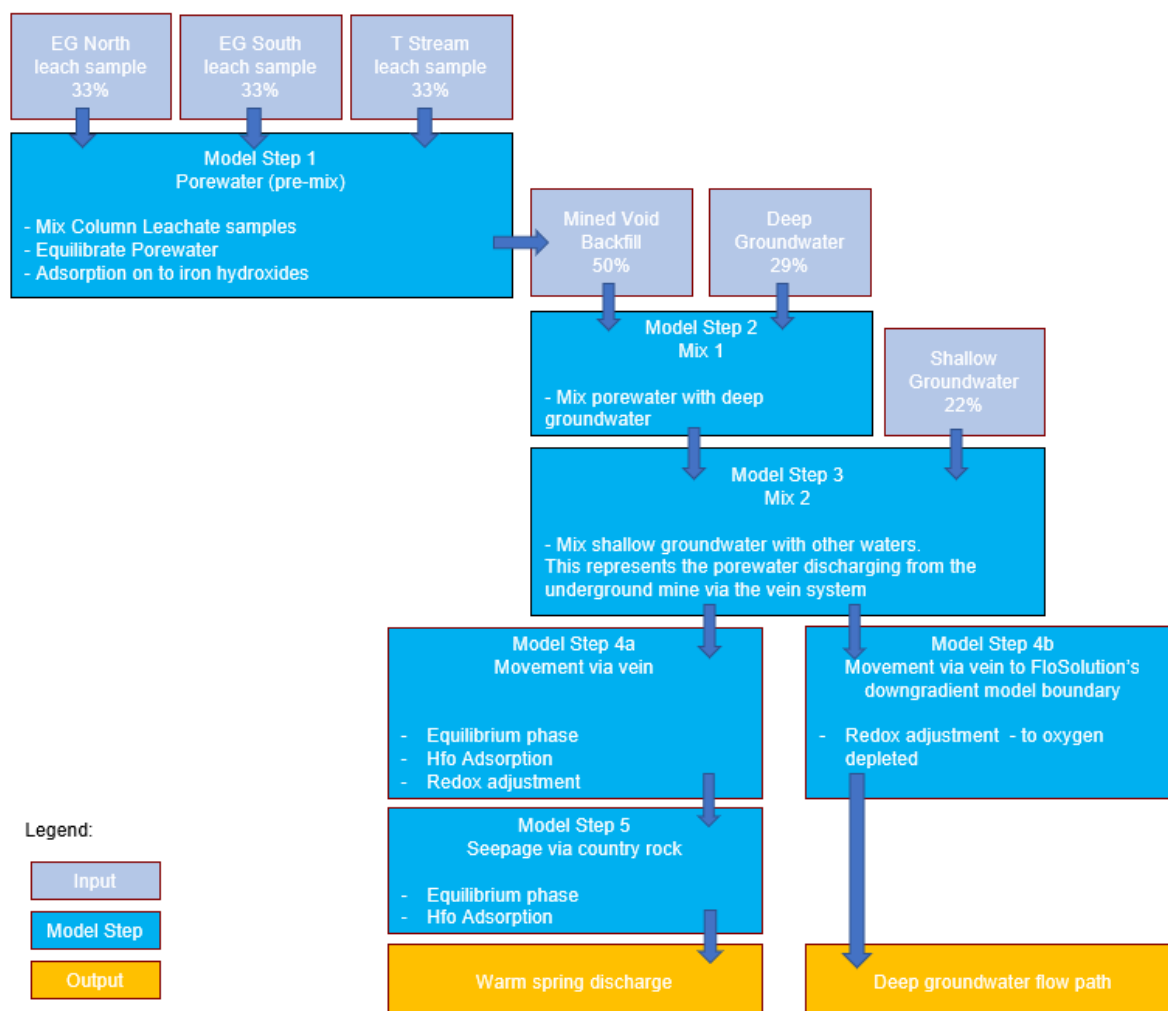 EG North
leach sample
33%
EG South
leach sample
33%
T Stream
leach sample
33%
Model Step 1
Porewater (pre-mix)
- Mix Column Leachate samples
- Equilibrate Porewater
- Adsorption on to iron hydroxides
Mined Void
Backfill
50%
Deep
Groundwater
29%
Model Step 2
Mix 1
- Mix porewater with deep
groundwater
Shallow
Groundwater
22%
Model Step 3
Mix 2
- Mix shallow groundwater with other waters.
This represents the porewater discharging from the
underground mine via the vein system
Model Step 4a
Movement via vein
- Equilibrium phase
- Hfo Adsorption
- Redox adjustment
Model Step 4b
Movement via vein to FloSolution's
downgradient model boundary
- Redox adjustment - to oxygen
depleted
Model Step 5
Seepage via country rock
- Equilibrium phase
- Hfo Adsorption
Warm spring discharge
Deep groundwater flow path
Legend:
Input
Model Step
Output